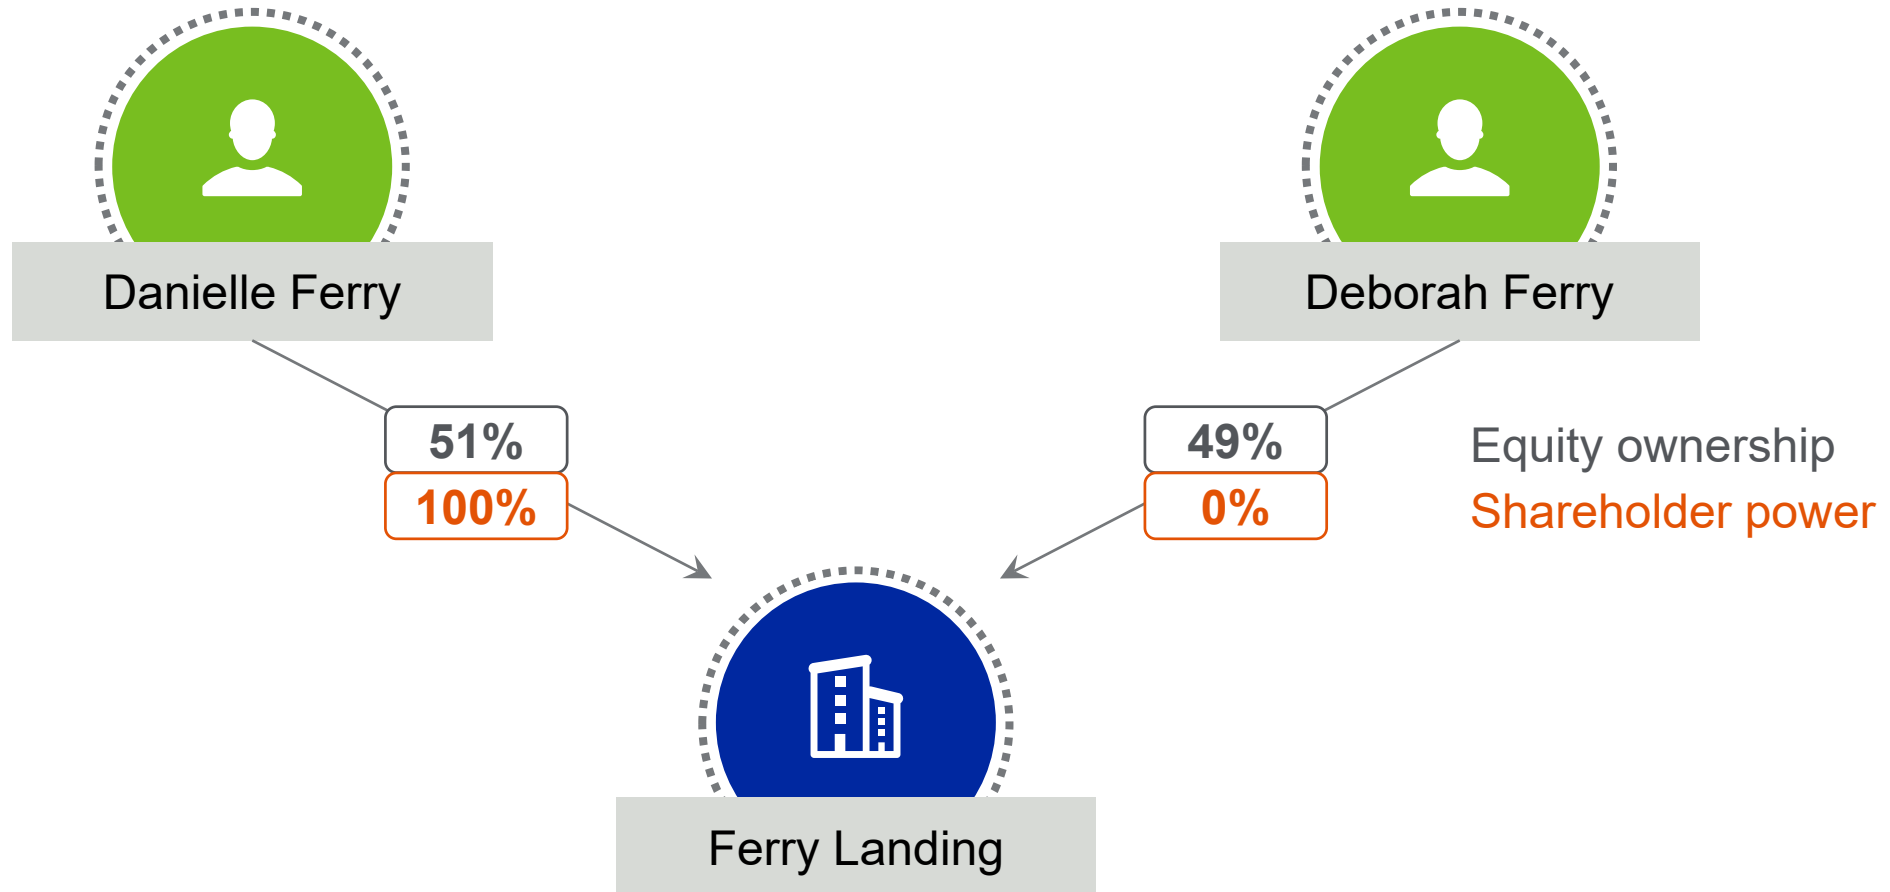 Danielle Ferry
Deborah Ferry
51%
100%
49%
0%
Equity ownership
Shareholder power
Ferry Landing